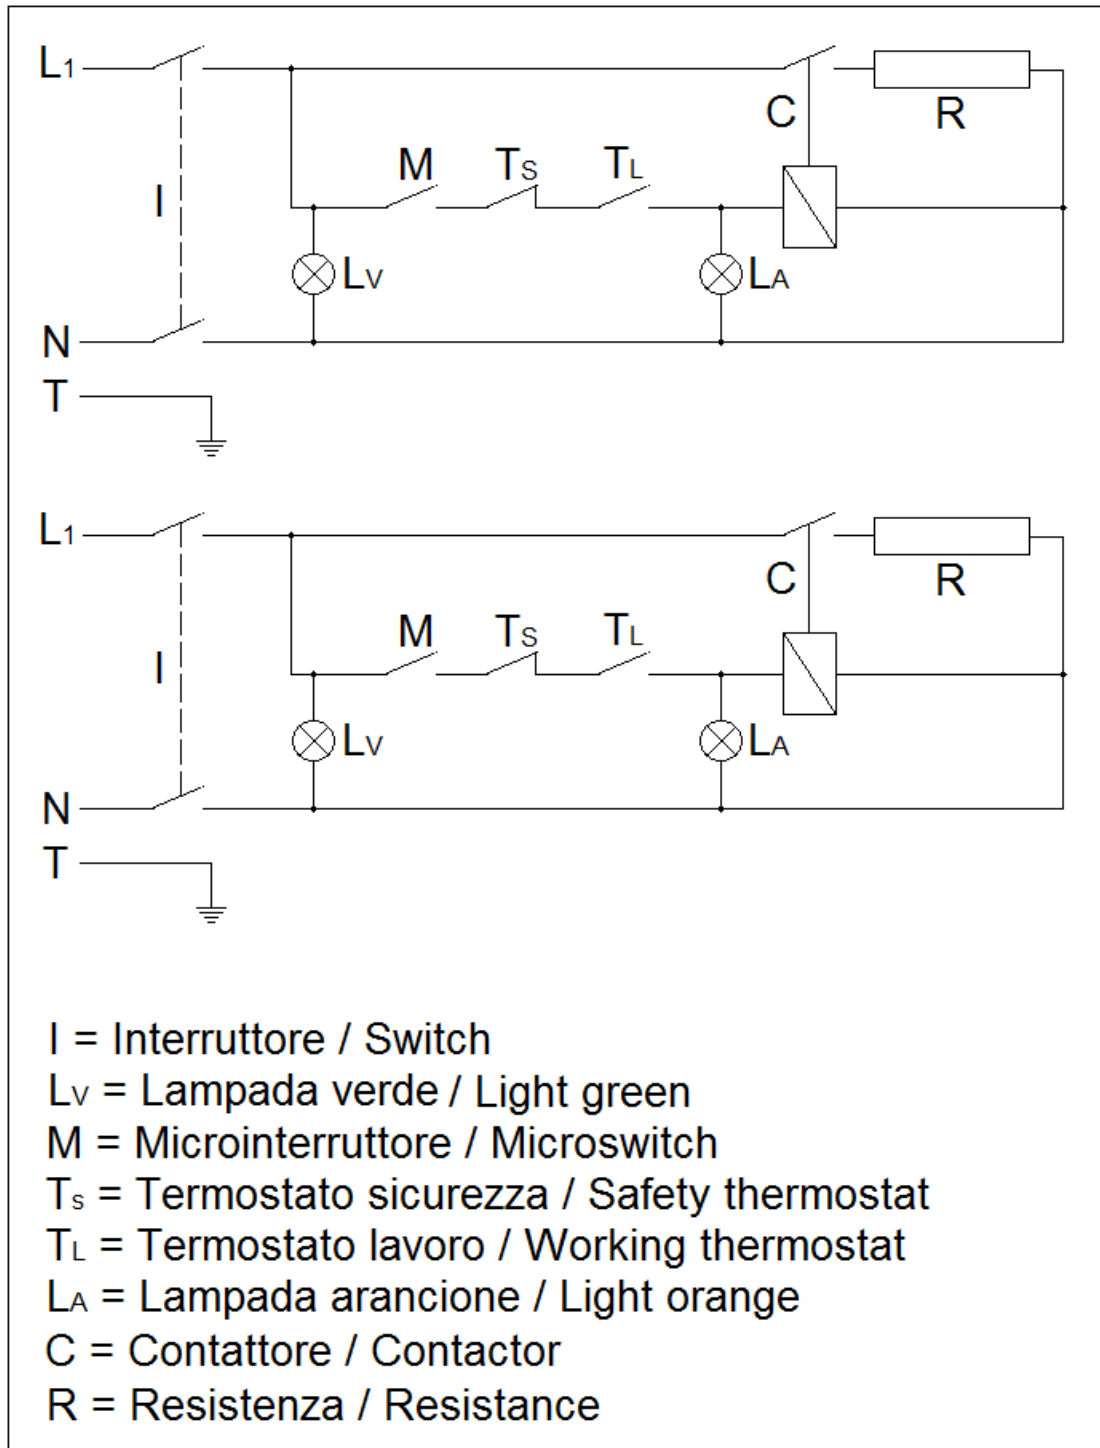 L1
C
R
M
TS
TL
I
LV
LA
N
T
L1
C
R
M
TS
TL
I
LV
LA
N
T
I = Interruttore / Switch
LV = Lampada verde / Light green
M = Microinterruttore / Microswitch
Ts = Termostato sicurezza / Safety thermostat
TL = Termostato lavoro / Working thermostat
LA = Lampada arancione / Light orange
C = Contattore / Contactor
R = Resistenza / Resistance